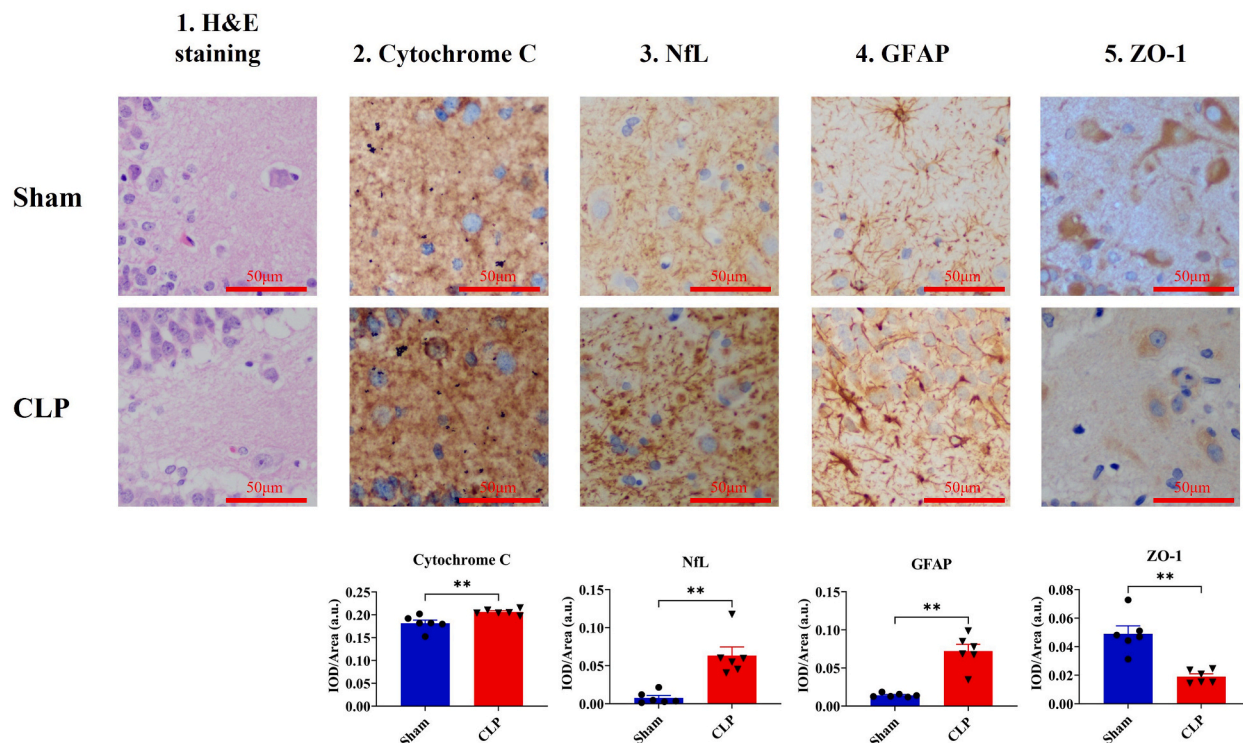 1. H&E
staining
2. Cytochrome C
3. NfL
4. GFAP
5. ZO-1
Sham
50μm
50μm
50μm
50μm
50μm
CLP
50μm
50μm
50μm
50μm
50μm
Cytochrome C
**
IOD/Area (a.u.)
0.25
0.20
0.15
0.10
0.05
0.00
Sham
CLP
NfL
**
IOD/Area (a.u.)
0.15
0.10
0.05
0.00
Sham
CLP
GFAP
**
IOD/Area (a.u.)
0.15
0.10
0.05
0.00
Sham
CLP
ZO-1
**
IOD/Area (a.u.)
0.08
0.06
0.04
0.02
0.00
Sham
CLP